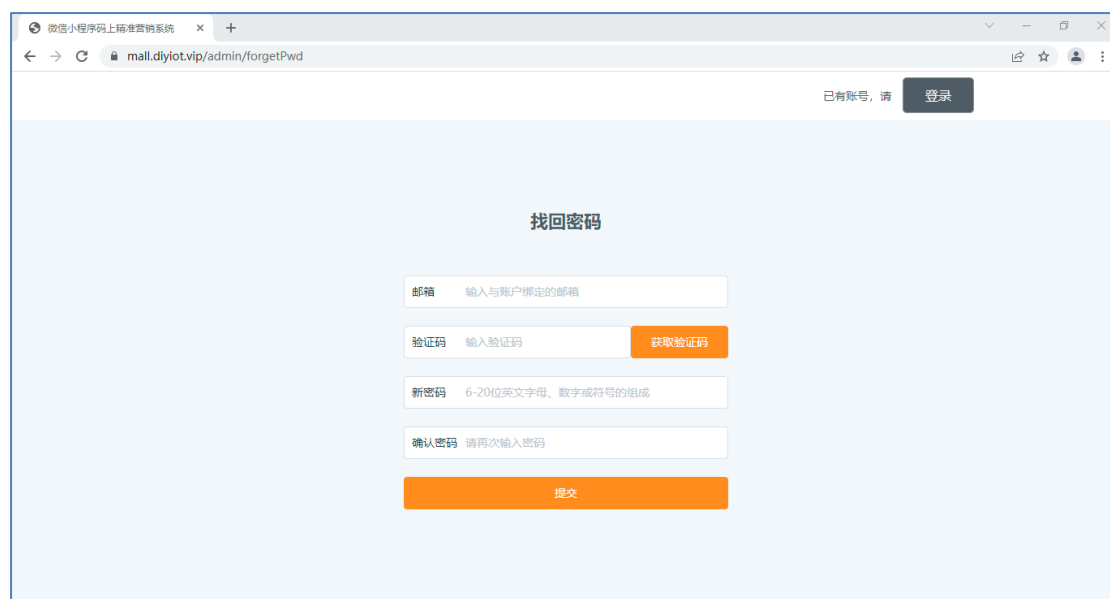 微信小程序码上精准营销系统
mall.diyiot.vip/admin/forgetPwd
已有账号，请 登录
找回密码
邮箱 输入与账户绑定的邮箱
验证码 输入验证码 获取验证码
新密码 6-20位英文字母、数字或符号的组成
确认密码 请再次输入密码
提交